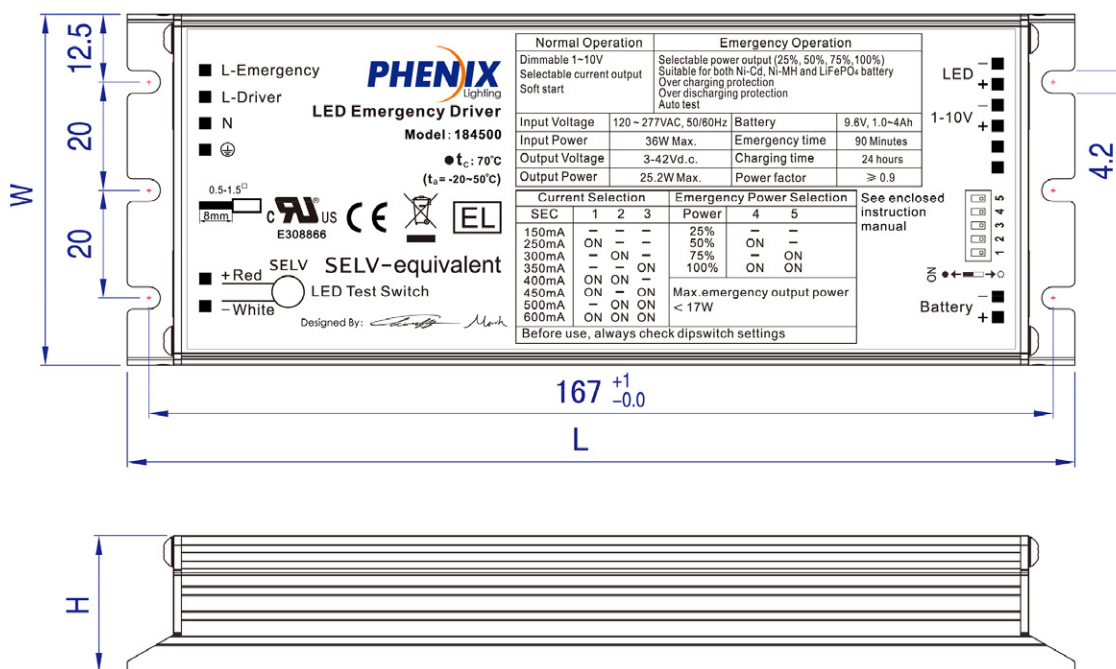 12.5
20
20
W
L-Emergency
L-Driver
N
0.5-1.5□
8mm
c RU US
E308866
CE
EL
+Red
−White
SELV
SELV-equivalent
LED Test Switch
Designed By:
PHENIX
Lighting
LED Emergency Driver
Model: 184500
●tc: 70℃
(ta= -20~50℃)
Normal Operation Emergency Operation
Dimmable 1~10V
Selectable current output
Soft start
Selectable power output (25%, 50%, 75%,100%)
Suitable for both Ni-Cd, Ni-MH and LiFePO₄ battery
Over charging protection
Over discharging protection
Auto test
Input Voltage 120~277VAC, 50/60Hz Battery 9.6V, 1.0~4Ah
Input Power 36W Max. Emergency time 90 Minutes
Output Voltage 3-42Vd.c. Charging time 24 hours
Output Power 25.2W Max. Power factor ≥ 0.9
Current Selection Emergency Power Selection
SEC 1 2 3 Power 4 5
150mA – – – 25% – –
250mA ON – – 50% ON –
300mA – ON – 75% – ON
350mA – – ON 100% ON ON
400mA ON ON –
450mA ON – ON
500mA – ON ON
600mA ON ON ON
Max.emergency output power
< 17W
Before use, always check dipswitch settings
See enclosed
instruction
manual
LED − +
1-10V − +
1 2 3 4 5
ON
Battery − +
4.2
167 +1 −0.0
L
H